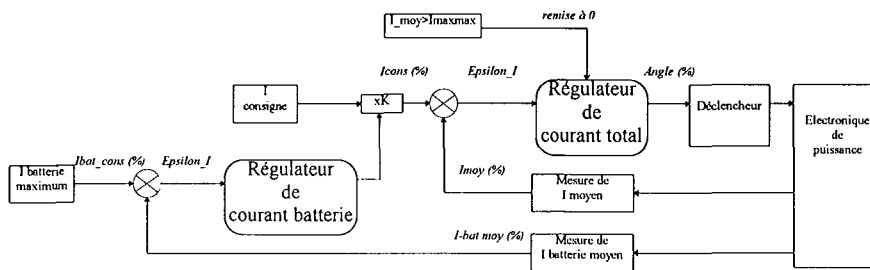 I_moy>Imaxmax
remise à 0
I
consigne
Icons (%)
xK
Epsilon_I
Régulateur
de
courant total
Angle (%)
Déclencheur
Electronique
de
puissance
I batterie
maximum
Ibat_cons (%)
Epsilon_I
Régulateur
de
courant batterie
Imoy (%)
Mesure de
I moyen
I-bat moy (%)
Mesure de
I batterie moyen